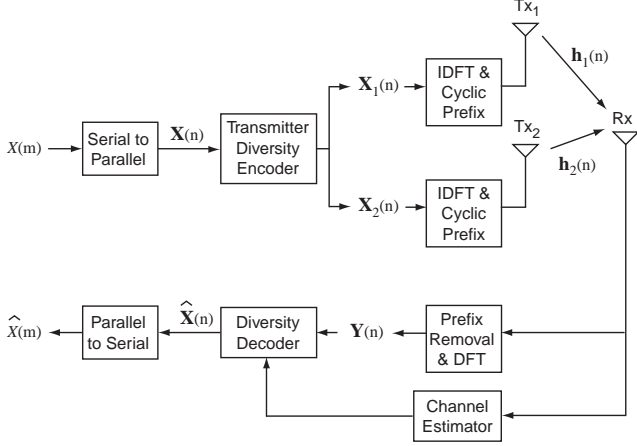 Tx1
h1(n)
X(m)
Serial to
Parallel
X(n)
Transmitter
Diversity
Encoder
X1(n)
IDFT &
Cyclic
Prefix
Tx2
h2(n)
Rx
X2(n)
IDFT &
Cyclic
Prefix
X̂(m)
Parallel
to Serial
X̂(n)
Diversity
Decoder
Y(n)
Prefix
Removal
& DFT
Channel
Estimator